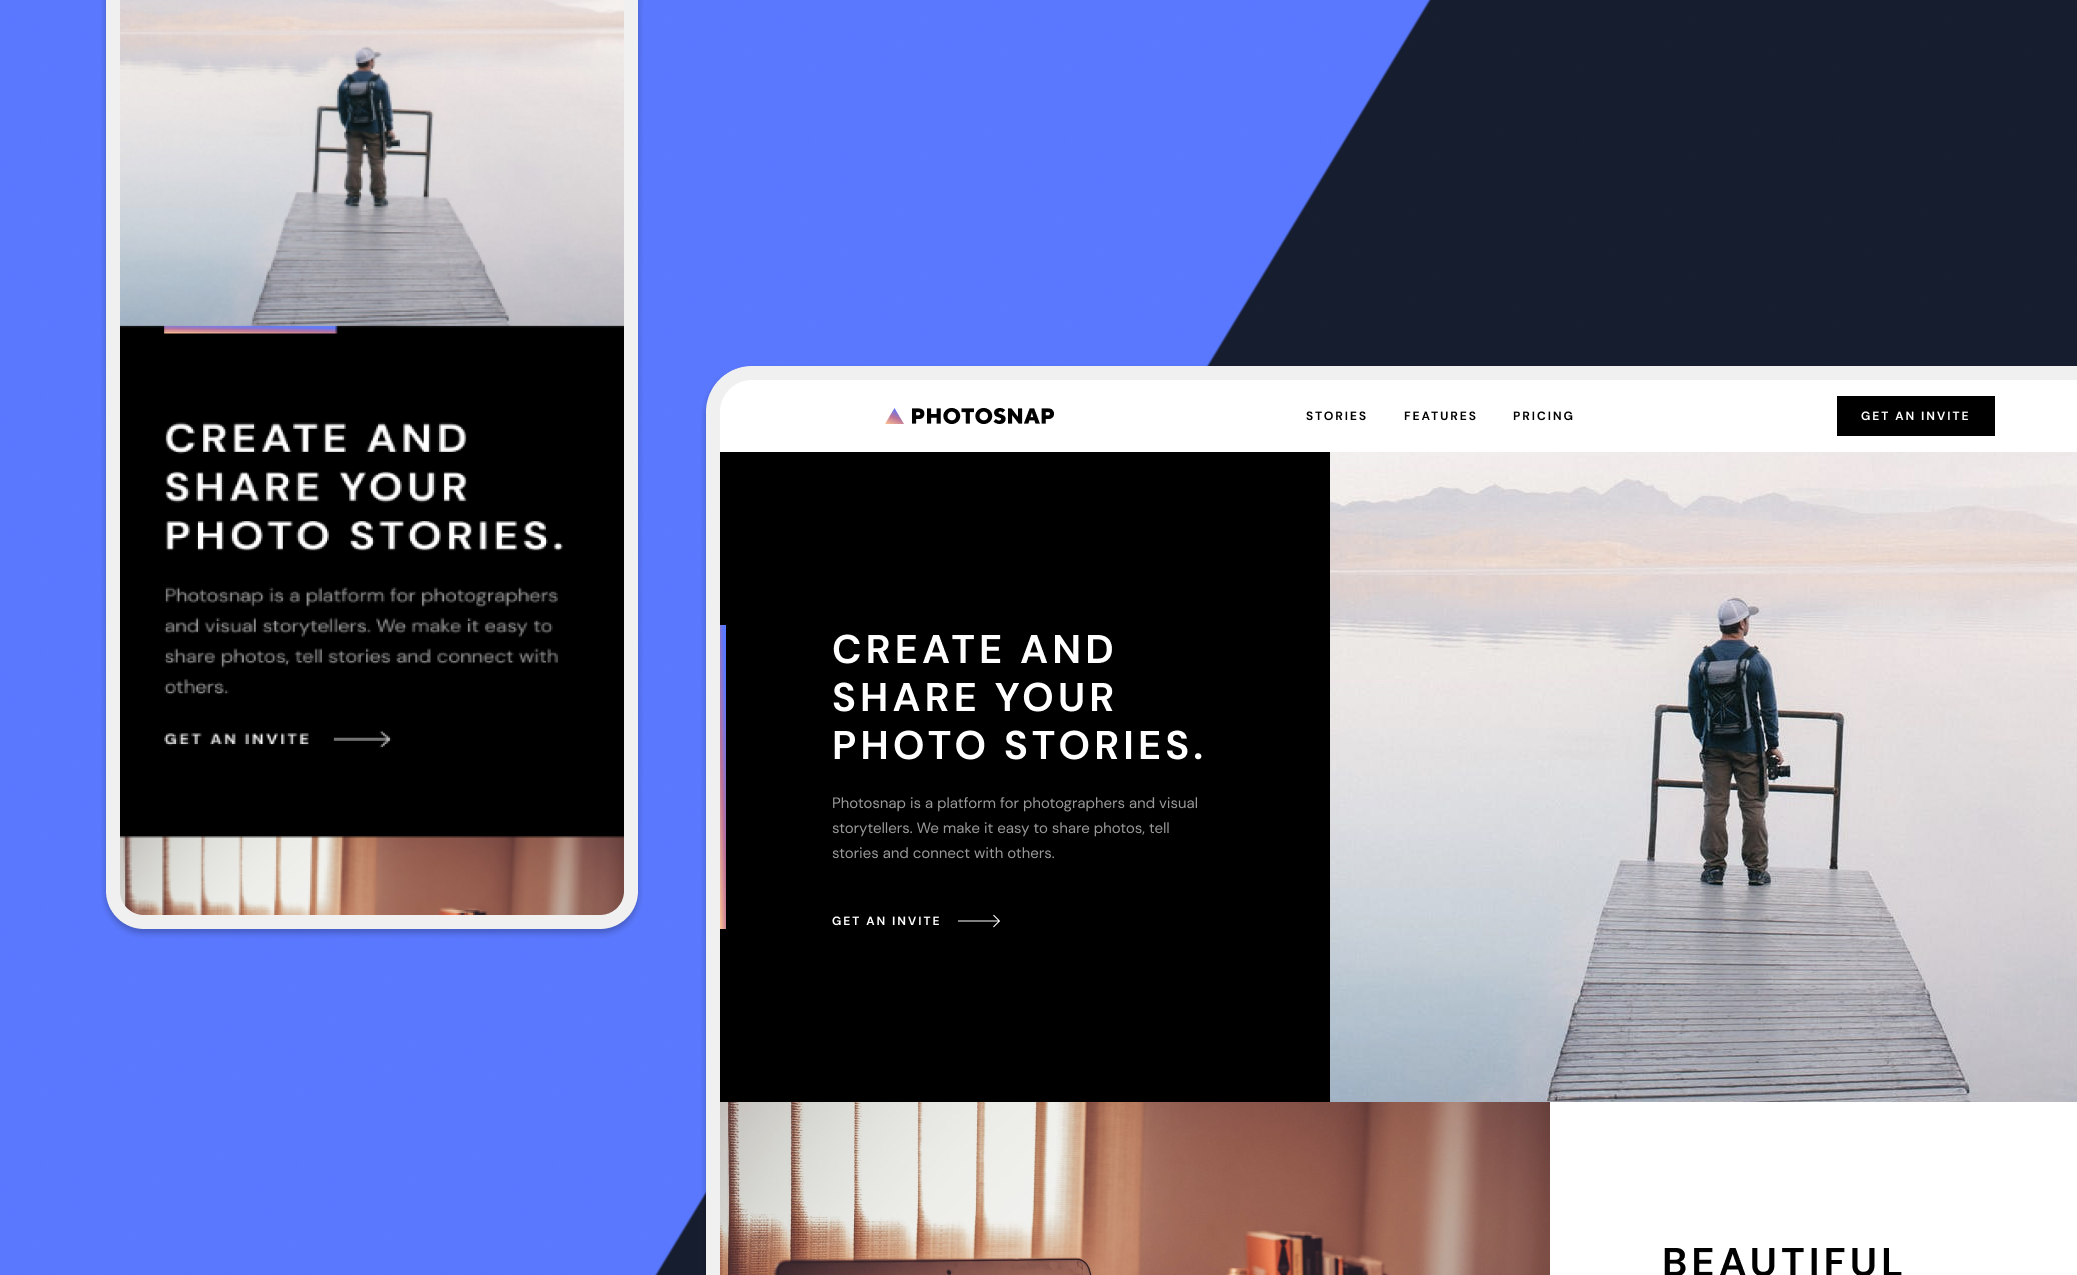 CREATE AND
SHARE YOUR
PHOTO STORIES.
Photosnap is a platform for photographers
and visual storytellers. We make it easy to
share photos, tell stories and connect with
others.
GET AN INVITE
PHOTOSNAP
STORIES FEATURES PRICING
GET AN INVITE
CREATE AND
SHARE YOUR
PHOTO STORIES.
Photosnap is a platform for photographers and visual
storytellers. We make it easy to share photos, tell
stories and connect with others.
GET AN INVITE
BEAUTIFUL